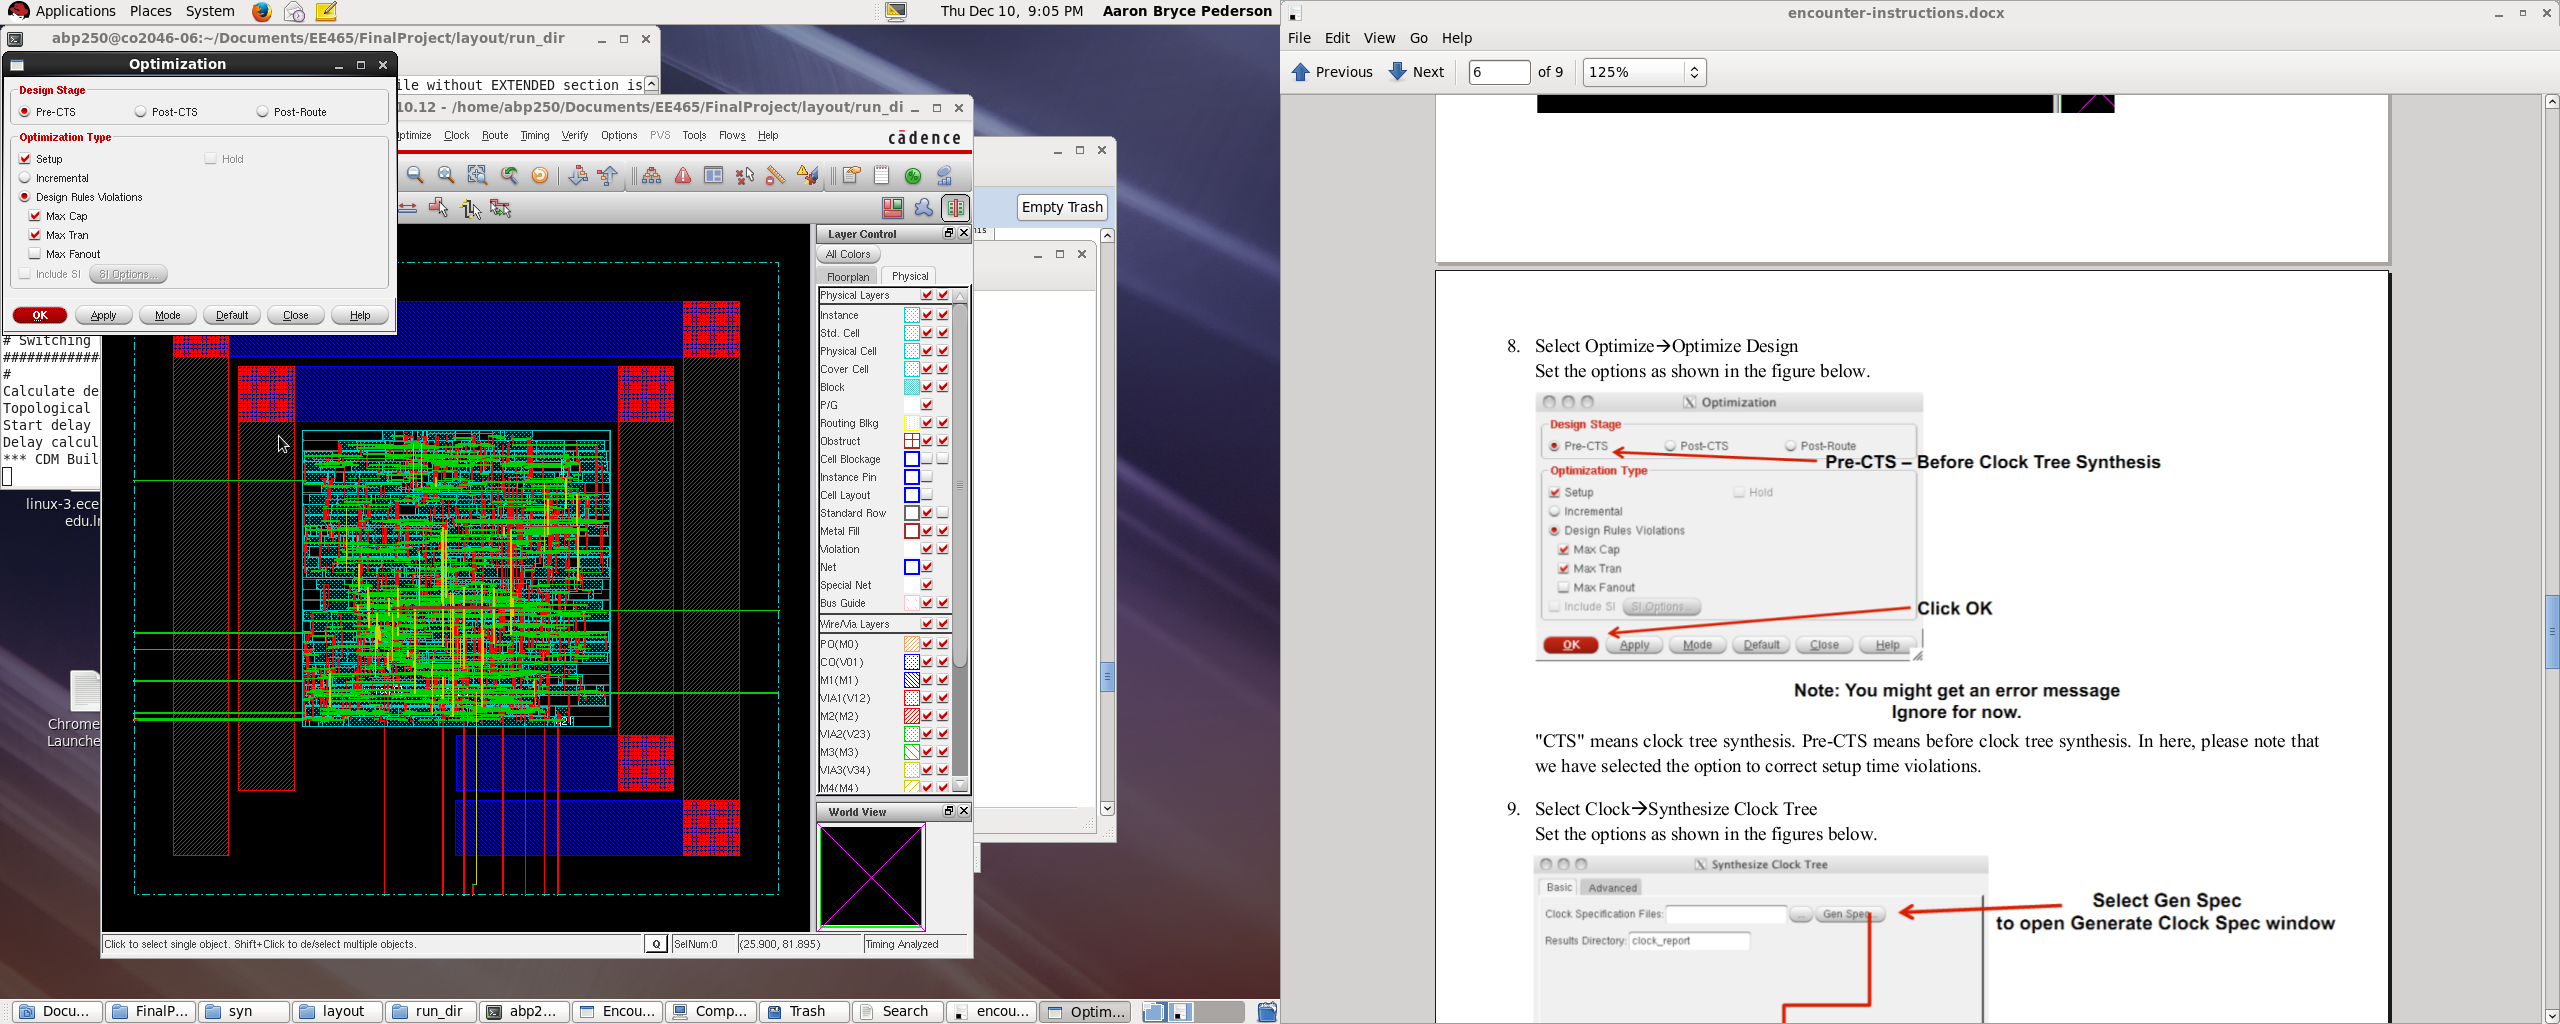 Applications Places System
Thu Dec 10, 9:05 PM Aaron Bryce Pederson
abp250@co2046-06:~/Documents/EE465/FinalProject/layout/run_dir
Optimization
ile without EXTENDED section is
Design Stage
Pre-CTS Post-CTS Post-Route
Optimization Type
Setup Hold
Incremental
Design Rules Violations
Max Cap
Max Tran
Max Fanout
Include SI SI Options...
OK Apply Mode Default Close Help
10.12 - /home/abp250/Documents/EE465/FinalProject/layout/run_di
ptimize Clock Route Timing Verify Options PVS Tools Flows Help
cādence
Empty Trash
# Switching
#############
#
Calculate de
Topological
Start delay
Delay calcul
*** CDM Buil
linux-3.ece
edu.lr
Chrome
Launche
Layer Control
All Colors
Floorplan Physical
Physical Layers
Instance
Std. Cell
Physical Cell
Cover Cell
Block
P/G
Routing Blkg
Obstruct
Cell Blockage
Instance Pin
Cell Layout
Standard Row
Metal Fill
Violation
Net
Special Net
Bus Guide
Wire/Via Layers
PO(M0)
CO(V01)
M1(M1)
VIA1(V12)
M2(M2)
VIA2(V23)
M3(M3)
VIA3(V34)
M4(M4)
World View
Click to select single object. Shift+Click to de/select multiple objects.
Q SelNum:0 (25.900, 81.895) Timing Analyzed
Docu... FinalP... syn layout run_dir abp2... Encou... Comp... Trash Search encou... Optim...
encounter-instructions.docx
File Edit View Go Help
Previous Next 6 of 9 125%
8. Select Optimize→Optimize Design
Set the options as shown in the figure below.
Optimization
Design Stage
Pre-CTS Post-CTS Post-Route
Pre-CTS – Before Clock Tree Synthesis
Optimization Type
Setup Hold
Incremental
Design Rules Violations
Max Cap
Max Tran
Max Fanout
Include SI SI Options...
Click OK
OK Apply Mode Default Close Help
Note: You might get an error message
Ignore for now.
"CTS" means clock tree synthesis. Pre-CTS means before clock tree synthesis. In here, please note that
we have selected the option to correct setup time violations.
9. Select Clock→Synthesize Clock Tree
Set the options as shown in the figures below.
Synthesize Clock Tree
Basic Advanced
Clock Specification Files: ... Gen Spec...
Results Directory: clock_report
Select Gen Spec
to open Generate Clock Spec window